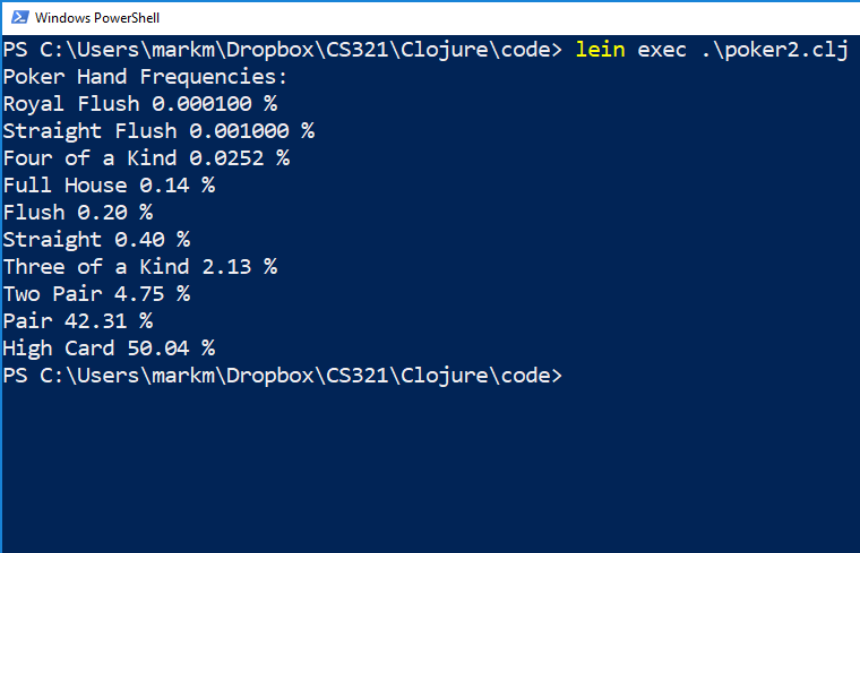 Windows PowerShell
PS C:\Users\markm\Dropbox\CS321\Clojure\code> lein exec .\poker2.clj
Poker Hand Frequencies:
Royal Flush 0.000100 %
Straight Flush 0.001000 %
Four of a Kind 0.0252 %
Full House 0.14 %
Flush 0.20 %
Straight 0.40 %
Three of a Kind 2.13 %
Two Pair 4.75 %
Pair 42.31 %
High Card 50.04 %
PS C:\Users\markm\Dropbox\CS321\Clojure\code>